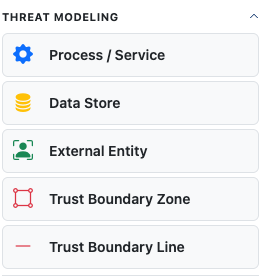 THREAT MODELING
Process / Service
Data Store
External Entity
Trust Boundary Zone
Trust Boundary Line